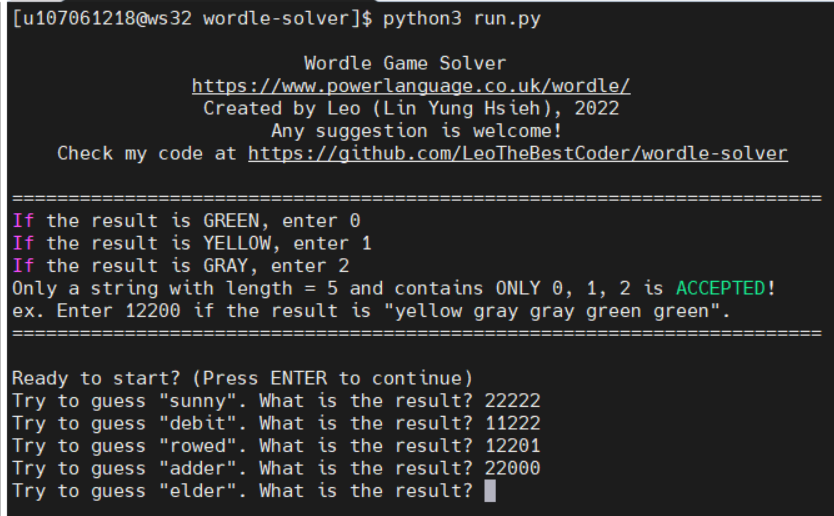 [u107061218@ws32 wordle-solver]$ python3 run.py
Wordle Game Solver
https://www.powerlanguage.co.uk/wordle/
Created by Leo (Lin Yung Hsieh), 2022
Any suggestion is welcome!
Check my code at https://github.com/LeoTheBestCoder/wordle-solver
========================================================================
If the result is GREEN, enter 0
If the result is YELLOW, enter 1
If the result is GRAY, enter 2
Only a string with length = 5 and contains ONLY 0, 1, 2 is ACCEPTED!
ex. Enter 12200 if the result is "yellow gray gray green green".
========================================================================
Ready to start? (Press ENTER to continue)
Try to guess "sunny". What is the result? 22222
Try to guess "debit". What is the result? 11222
Try to guess "rowed". What is the result? 12201
Try to guess "adder". What is the result? 22000
Try to guess "elder". What is the result?